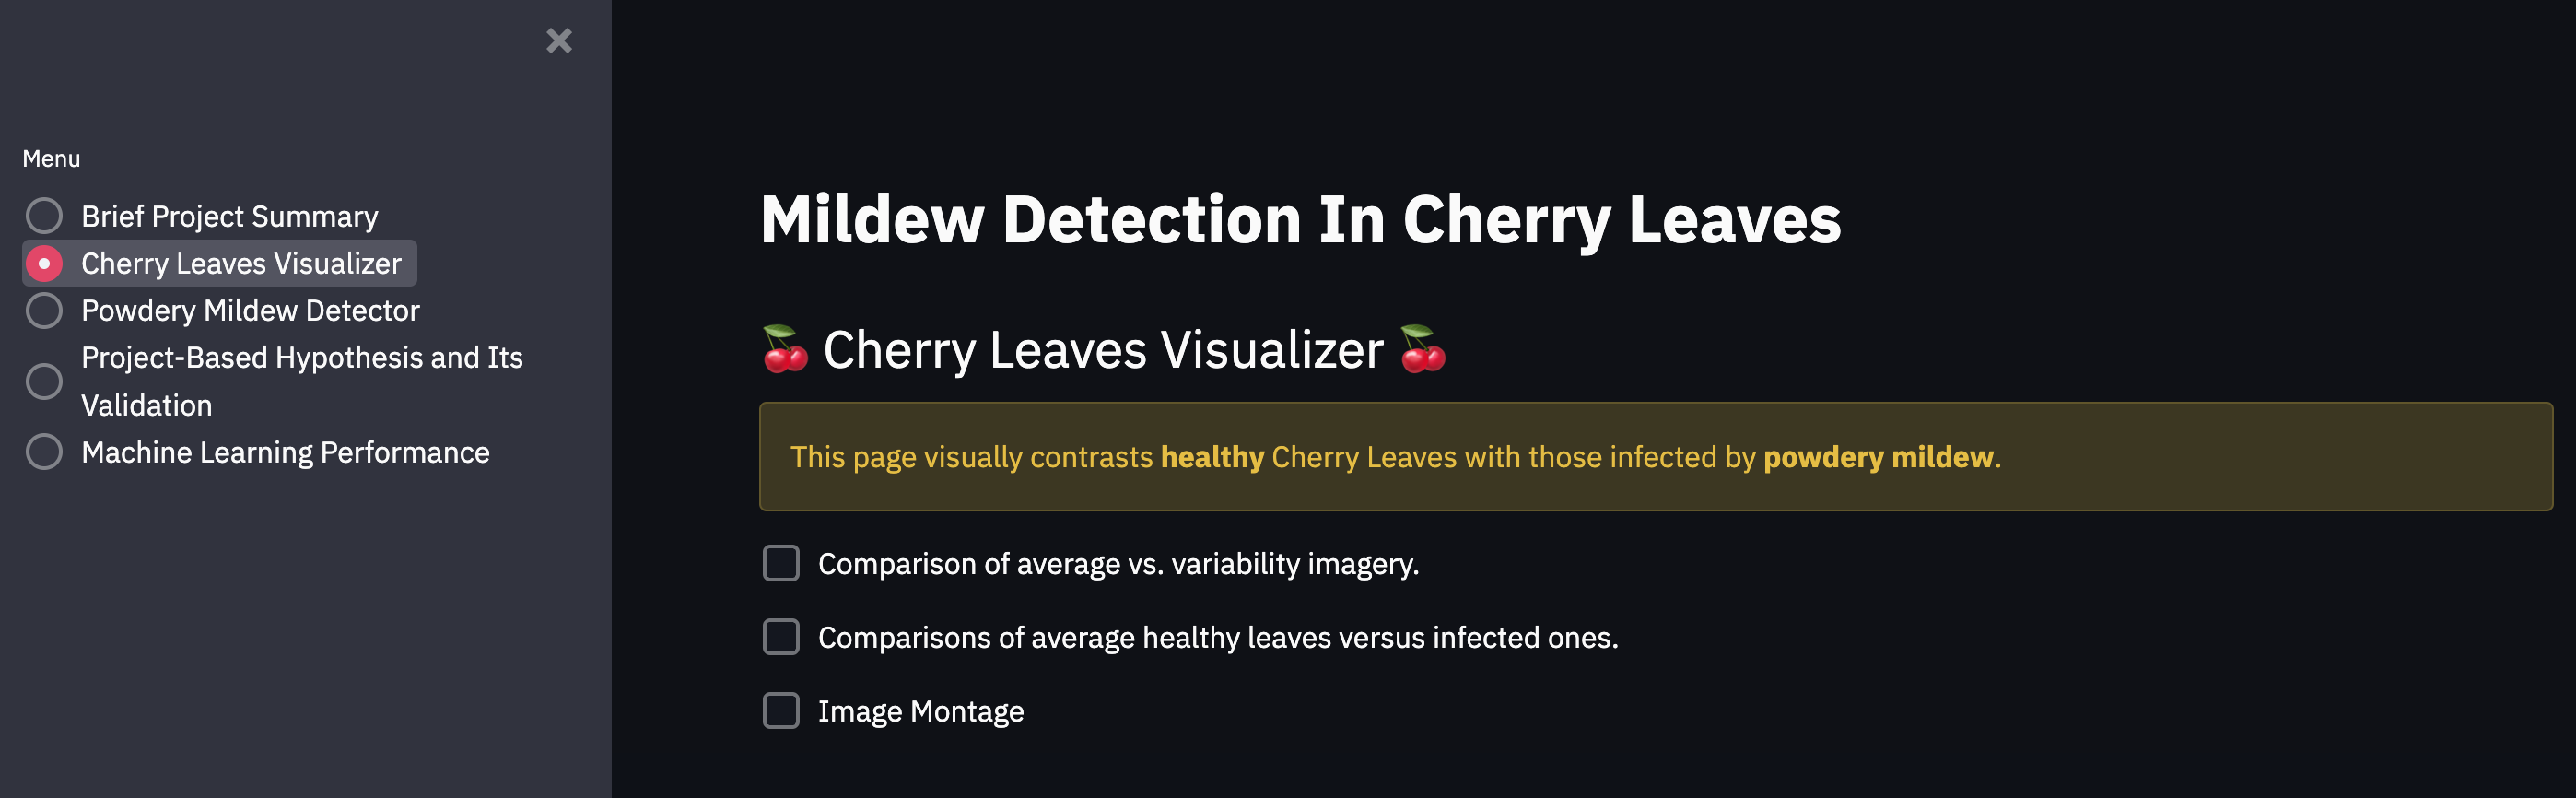 Menu
Brief Project Summary
Cherry Leaves Visualizer
Powdery Mildew Detector
Project-Based Hypothesis and Its
Validation
Machine Learning Performance
Mildew Detection In Cherry Leaves
🍒 Cherry Leaves Visualizer 🍒
This page visually contrasts healthy Cherry Leaves with those infected by powdery mildew.
Comparison of average vs. variability imagery.
Comparisons of average healthy leaves versus infected ones.
Image Montage